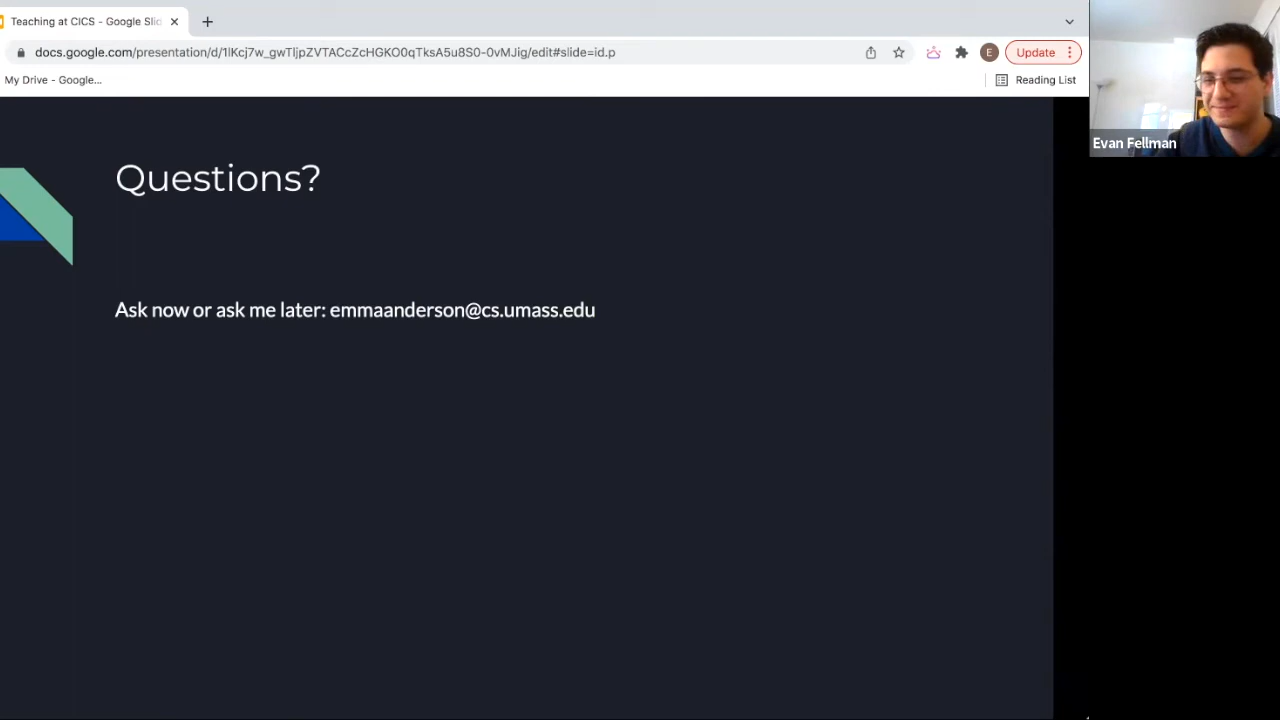 Teaching at CICS - Google Slid
docs.google.com/presentation/d/1lKcj7w_gwTljpZVTACcZcHGKO0qTksA5u8S0-0vMJig/edit#slide=id.p
E
Update
My Drive - Google...
Reading List
Evan Fellman
Questions?
Ask now or ask me later: emmaanderson@cs.umass.edu